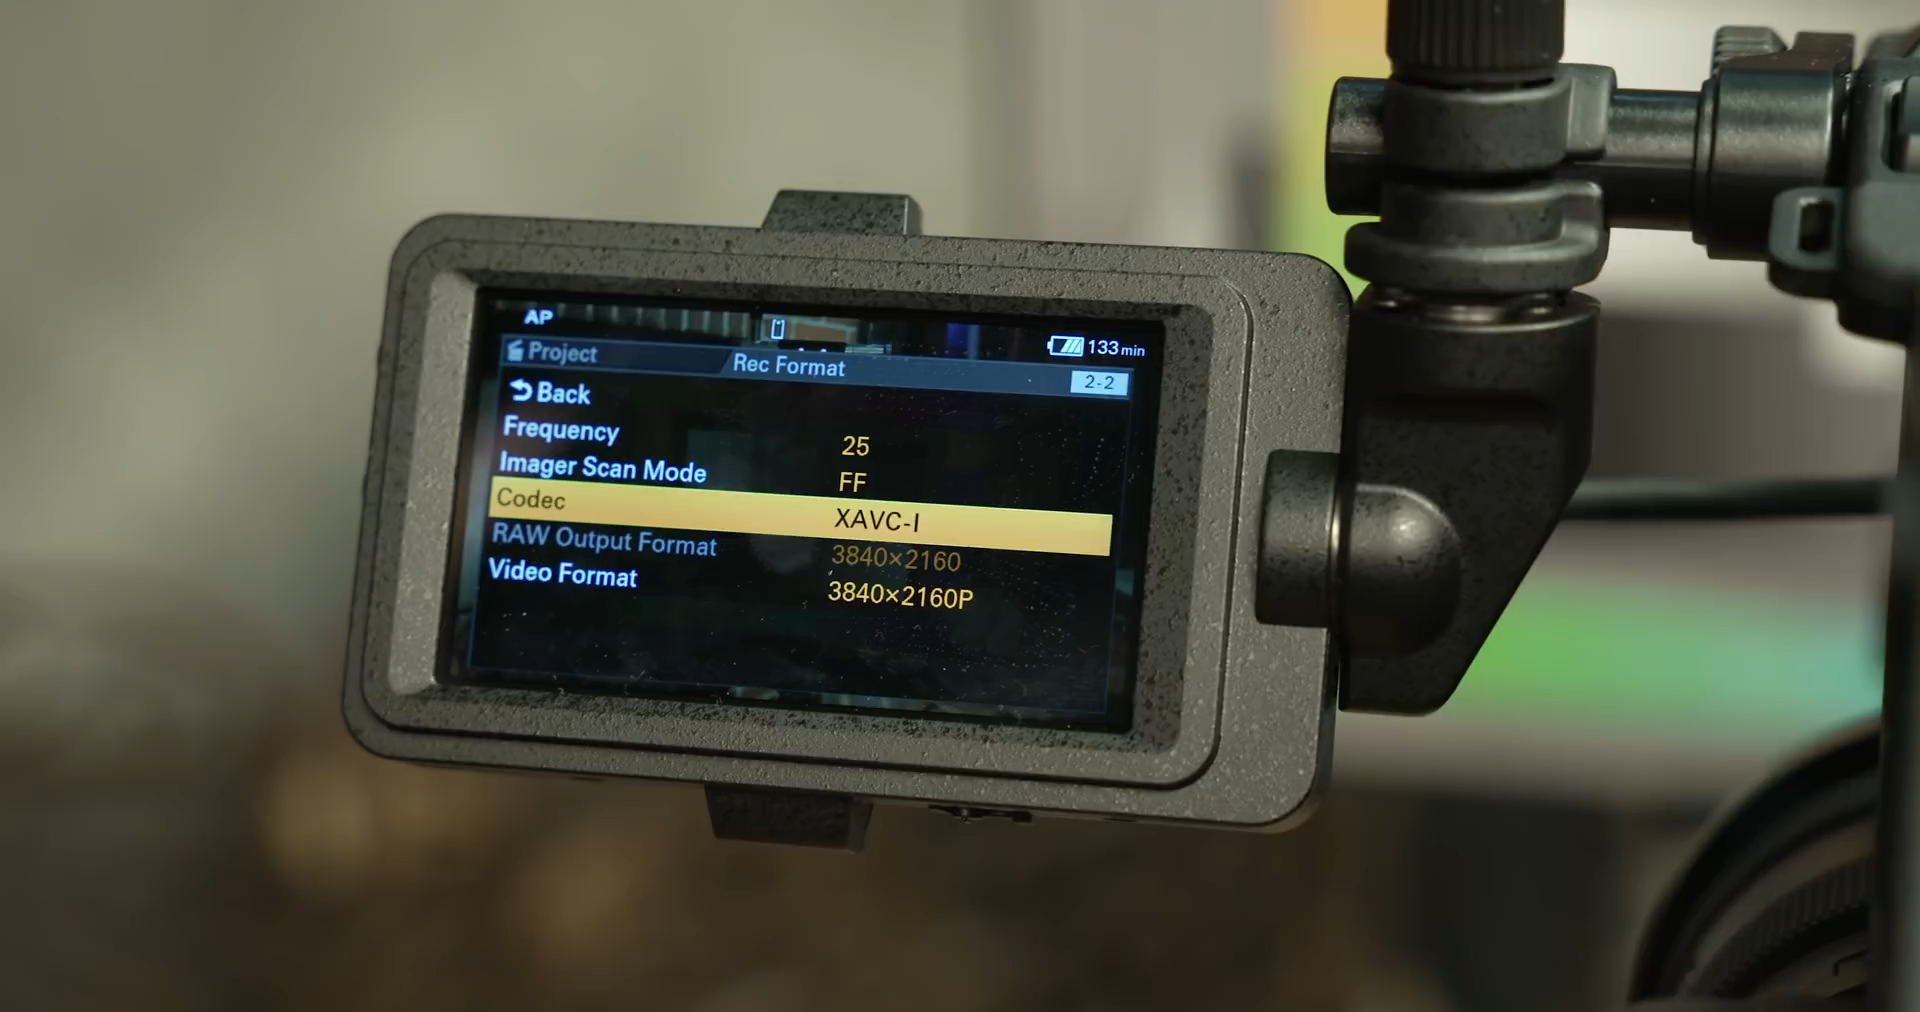 AP
133 min
Project Rec Format 2-2
Back
Frequency 25
Imager Scan Mode FF
Codec XAVC-I
RAW Output Format 3840×2160
Video Format 3840×2160P